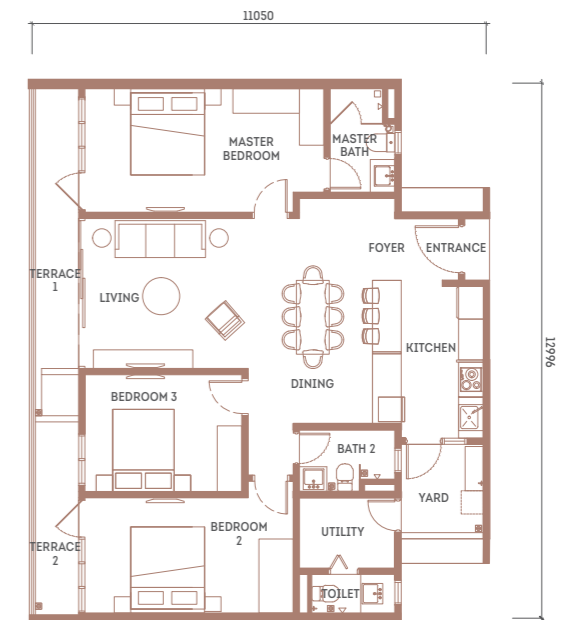 11050
MASTER
BEDROOM
MASTER
BATH
FOYER
ENTRANCE
TERRACE
1
LIVING
12996
KITCHEN
DINING
BEDROOM 3
BATH 2
YARD
BEDROOM
2
UTILITY
TERRACE
2
TOILET